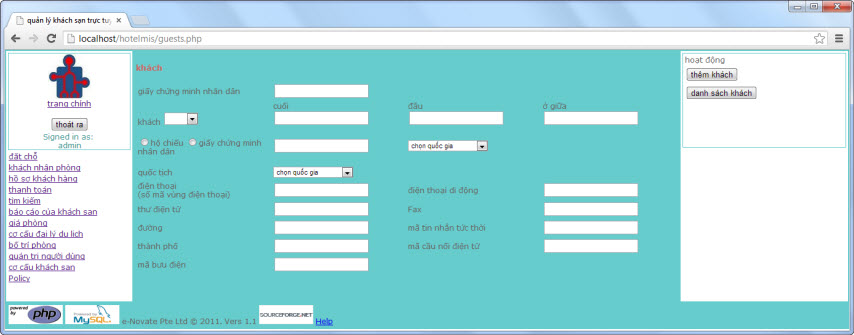 quản lý khách sạn trực tuy
localhost/hotelmis/guests.php
trang chính
thoát ra
Signed in as:
admin
đặt chỗ
khách nhận phòng
hồ sơ khách hàng
thanh toán
tìm kiếm
báo cáo của khách sạn
giá phòng
cơ cấu đại lý du lịch
bố trí phòng
quản trị người dùng
cơ cấu khách sạn
Policy
khách
giấy chứng minh nhân dân
cuối đầu ở giữa
khách
hộ chiếu giấy chứng minh
nhân dân
chọn quốc gia
quốc tịch chọn quốc gia
điện thoại
(số mã vùng điện thoại) điện thoại di động
thư điện tử Fax
đường mã tin nhắn tức thời
thành phố mã cầu nối điện tử
mã bưu điện
hoạt động
thêm khách
danh sách khách
powered
by
php
Powered by
MySQL
e-Novate Pte Ltd © 2011. Vers 1.1
SOURCEFORGE.NET
Help